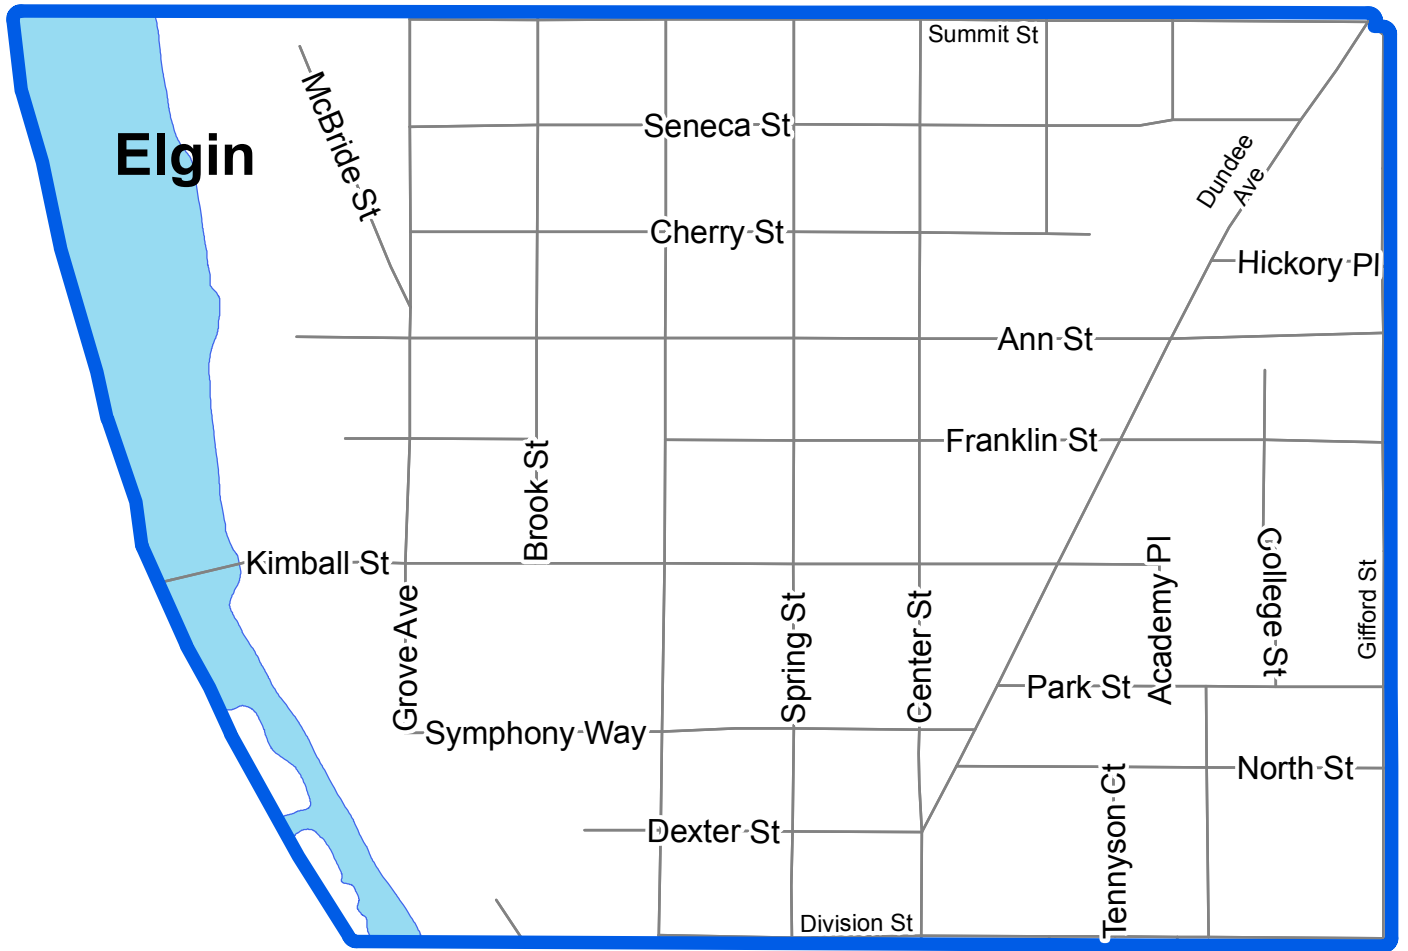 Summit St
Elgin
McBride St
Seneca St
Dundee
Ave
Cherry St
Hickory Pl
Ann St
Franklin St
Brook St
Kimball St
Academy Pl
College St
Gifford St
Grove Ave
Spring St
Center St
Park St
Symphony Way
North St
Tennyson Ct
Dexter St
Division St